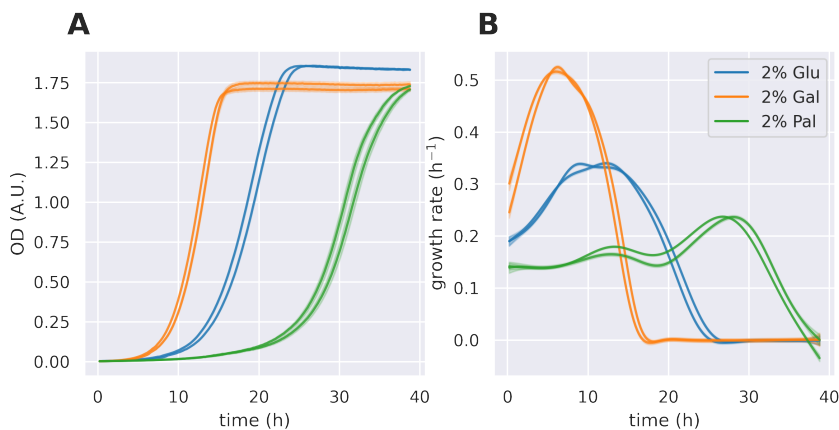 A
B
OD (A.U.)
1.75
1.50
1.25
1.00
0.75
0.50
0.25
0.00
0 10 20 30 40
time (h)
growth rate (h⁻¹)
0.5
0.4
0.3
0.2
0.1
0.0
0 10 20 30 40
time (h)
2% Glu
2% Gal
2% Pal